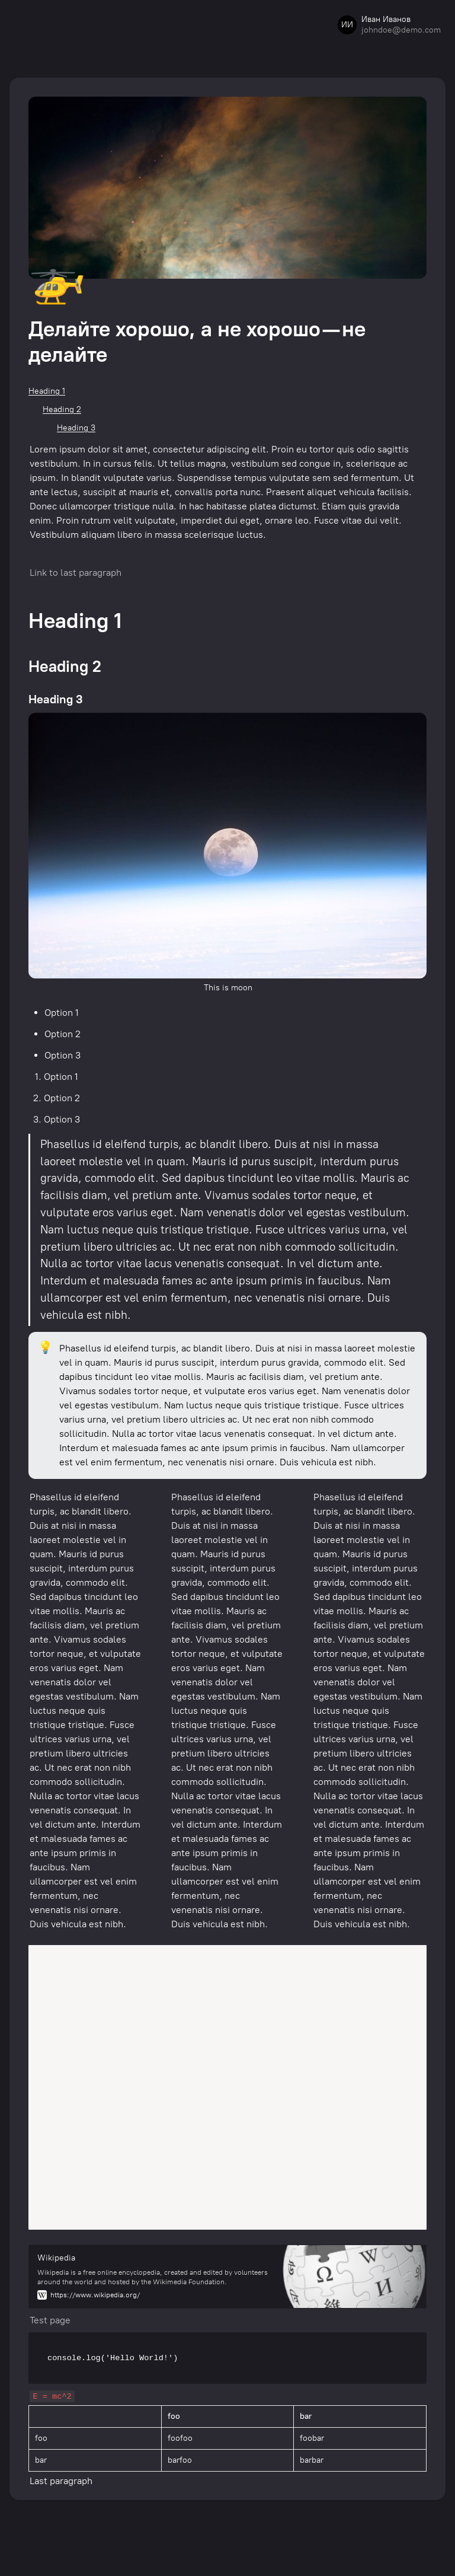 ИИ
Иван Иванов
johndoe@demo.com
Делайте хорошо, а не хорошо — не
делайте
Heading 1
Heading 2
Heading 3
Lorem ipsum dolor sit amet, consectetur adipiscing elit. Proin eu tortor quis odio sagittis
vestibulum. In in cursus felis. Ut tellus magna, vestibulum sed congue in, scelerisque ac
ipsum. In blandit vulputate varius. Suspendisse tempus vulputate sem sed fermentum. Ut
ante lectus, suscipit at mauris et, convallis porta nunc. Praesent aliquet vehicula facilisis.
Donec ullamcorper tristique nulla. In hac habitasse platea dictumst. Etiam quis gravida
enim. Proin rutrum velit vulputate, imperdiet dui eget, ornare leo. Fusce vitae dui velit.
Vestibulum aliquam libero in massa scelerisque luctus.
Link to last paragraph
Heading 1
Heading 2
Heading 3
This is moon
• Option 1
• Option 2
• Option 3
1. Option 1
2. Option 2
3. Option 3
Phasellus id eleifend turpis, ac blandit libero. Duis at nisi in massa
laoreet molestie vel in quam. Mauris id purus suscipit, interdum purus
gravida, commodo elit. Sed dapibus tincidunt leo vitae mollis. Mauris ac
facilisis diam, vel pretium ante. Vivamus sodales tortor neque, et
vulputate eros varius eget. Nam venenatis dolor vel egestas vestibulum.
Nam luctus neque quis tristique tristique. Fusce ultrices varius urna, vel
pretium libero ultricies ac. Ut nec erat non nibh commodo sollicitudin.
Nulla ac tortor vitae lacus venenatis consequat. In vel dictum ante.
Interdum et malesuada fames ac ante ipsum primis in faucibus. Nam
ullamcorper est vel enim fermentum, nec venenatis nisi ornare. Duis
vehicula est nibh.
Phasellus id eleifend turpis, ac blandit libero. Duis at nisi in massa laoreet molestie
vel in quam. Mauris id purus suscipit, interdum purus gravida, commodo elit. Sed
dapibus tincidunt leo vitae mollis. Mauris ac facilisis diam, vel pretium ante.
Vivamus sodales tortor neque, et vulputate eros varius eget. Nam venenatis dolor
vel egestas vestibulum. Nam luctus neque quis tristique tristique. Fusce ultrices
varius urna, vel pretium libero ultricies ac. Ut nec erat non nibh commodo
sollicitudin. Nulla ac tortor vitae lacus venenatis consequat. In vel dictum ante.
Interdum et malesuada fames ac ante ipsum primis in faucibus. Nam ullamcorper
est vel enim fermentum, nec venenatis nisi ornare. Duis vehicula est nibh.
Phasellus id eleifend
turpis, ac blandit libero.
Duis at nisi in massa
laoreet molestie vel in
quam. Mauris id purus
suscipit, interdum purus
gravida, commodo elit.
Sed dapibus tincidunt leo
vitae mollis. Mauris ac
facilisis diam, vel pretium
ante. Vivamus sodales
tortor neque, et vulputate
eros varius eget. Nam
venenatis dolor vel
egestas vestibulum. Nam
luctus neque quis
tristique tristique. Fusce
ultrices varius urna, vel
pretium libero ultricies
ac. Ut nec erat non nibh
commodo sollicitudin.
Nulla ac tortor vitae lacus
venenatis consequat. In
vel dictum ante. Interdum
et malesuada fames ac
ante ipsum primis in
faucibus. Nam
ullamcorper est vel enim
fermentum, nec
venenatis nisi ornare.
Duis vehicula est nibh.
Phasellus id eleifend
turpis, ac blandit libero.
Duis at nisi in massa
laoreet molestie vel in
quam. Mauris id purus
suscipit, interdum purus
gravida, commodo elit.
Sed dapibus tincidunt leo
vitae mollis. Mauris ac
facilisis diam, vel pretium
ante. Vivamus sodales
tortor neque, et vulputate
eros varius eget. Nam
venenatis dolor vel
egestas vestibulum. Nam
luctus neque quis
tristique tristique. Fusce
ultrices varius urna, vel
pretium libero ultricies
ac. Ut nec erat non nibh
commodo sollicitudin.
Nulla ac tortor vitae lacus
venenatis consequat. In
vel dictum ante. Interdum
et malesuada fames ac
ante ipsum primis in
faucibus. Nam
ullamcorper est vel enim
fermentum, nec
venenatis nisi ornare.
Duis vehicula est nibh.
Phasellus id eleifend
turpis, ac blandit libero.
Duis at nisi in massa
laoreet molestie vel in
quam. Mauris id purus
suscipit, interdum purus
gravida, commodo elit.
Sed dapibus tincidunt leo
vitae mollis. Mauris ac
facilisis diam, vel pretium
ante. Vivamus sodales
tortor neque, et vulputate
eros varius eget. Nam
venenatis dolor vel
egestas vestibulum. Nam
luctus neque quis
tristique tristique. Fusce
ultrices varius urna, vel
pretium libero ultricies
ac. Ut nec erat non nibh
commodo sollicitudin.
Nulla ac tortor vitae lacus
venenatis consequat. In
vel dictum ante. Interdum
et malesuada fames ac
ante ipsum primis in
faucibus. Nam
ullamcorper est vel enim
fermentum, nec
venenatis nisi ornare.
Duis vehicula est nibh.
Wikipedia
Wikipedia is a free online encyclopedia, created and edited by volunteers
around the world and hosted by the Wikimedia Foundation.
W https://www.wikipedia.org/
Ω W И
Test page
console.log('Hello World!')
E = mc^2
foo bar
foo foofoo foobar
bar barfoo barbar
Last paragraph